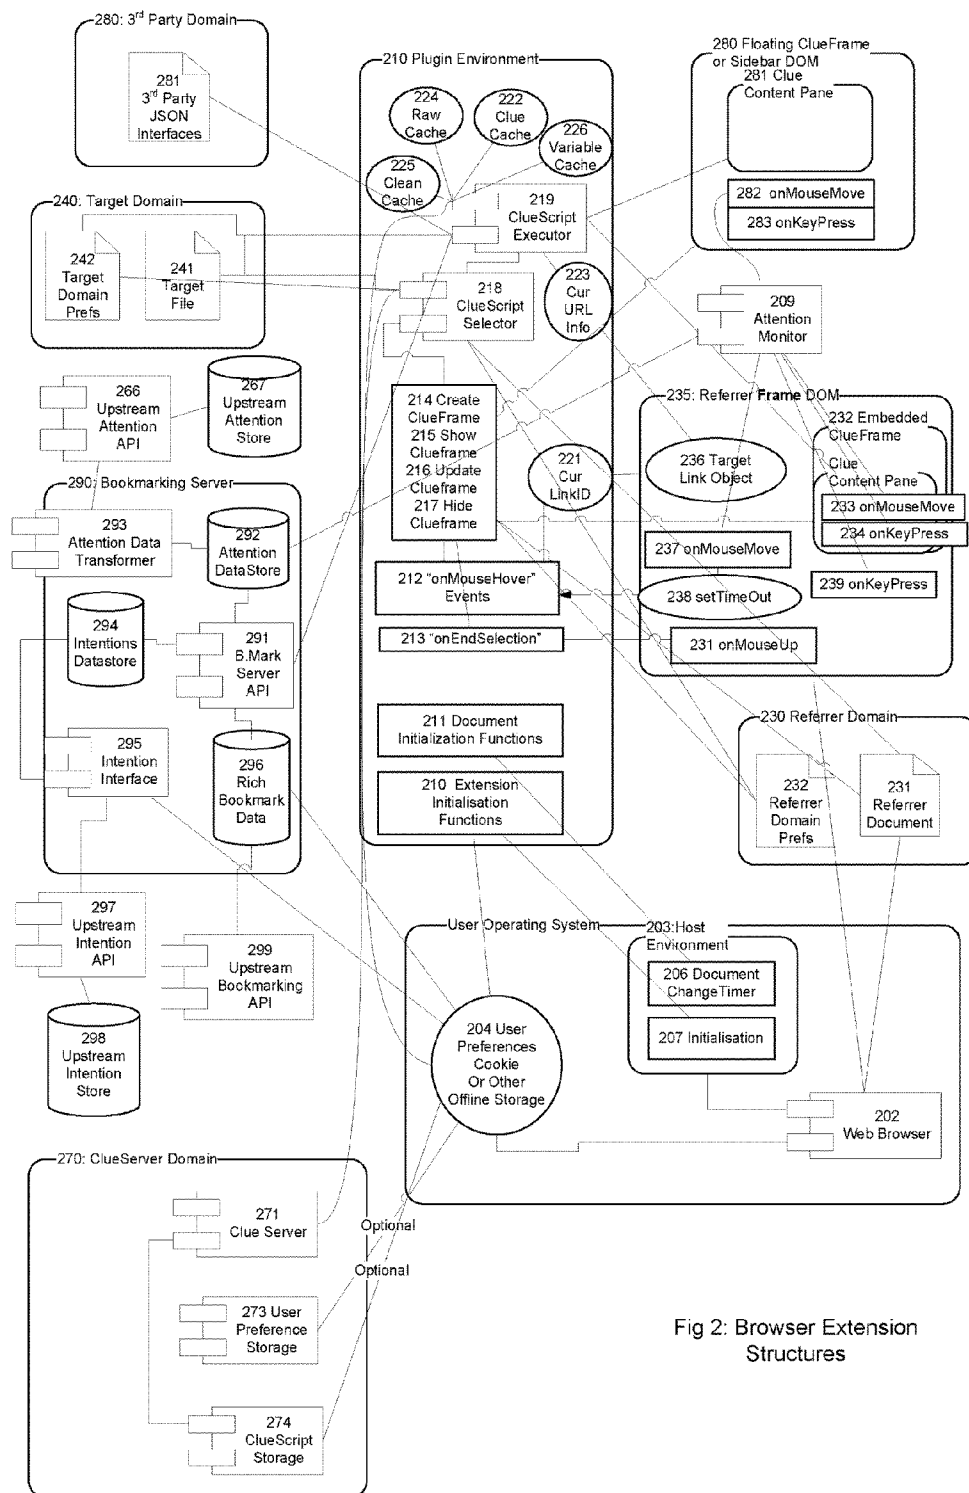 280: 3rd Party Domain
281
3rd Party
JSON
Interfaces
210 Plugin Environment
224
Raw
Cache
222
Clue
Cache
226
Variable
Cache
225
Clean
Cache
219
ClueScript
Executor
280 Floating ClueFrame
or Sidebar DOM
281 Clue
Content Pane
282 onMouseMove
283 onKeyPress
240: Target Domain
242
Target
Domain
Prefs
241
Target
File
218
ClueScript
Selector
223
Cur
URL
Info
209
Attention
Monitor
266
Upstream
Attention
API
267
Upstream
Attention
Store
214 Create
ClueFrame
215 Show
Clueframe
216 Update
Clueframe
217 Hide
Clueframe
221
Cur
LinkID
235: Referrer Frame DOM
232 Embedded
ClueFrame
Clue
Content Pane
236 Target
Link Object
233 onMouseMove
234 onKeyPress
237 onMouseMove
238 setTimeOut
239 onKeyPress
231 onMouseUp
290: Bookmarking Server
293
Attention Data
Transformer
292
Attention
DataStore
294
Intentions
Datastore
291
B.Mark
Server
API
295
Intention
Interface
296
Rich
Bookmark
Data
212 "onMouseHover"
Events
213 "onEndSelection"
211 Document
Initialization Functions
210 Extension
Initialisation
Functions
230 Referrer Domain
232
Referrer
Domain
Prefs
231
Referrer
Document
297
Upstream
Intention
API
299
Upstream
Bookmarking
API
298
Upstream
Intention
Store
User Operating System
203:Host
Environment
206 Document
ChangeTimer
207 Initialisation
204 User
Preferences
Cookie
Or Other
Offline Storage
202
Web Browser
270: ClueServer Domain
271
Clue Server
Optional
Optional
273 User
Preference
Storage
274
ClueScript
Storage
Fig 2: Browser Extension
Structures